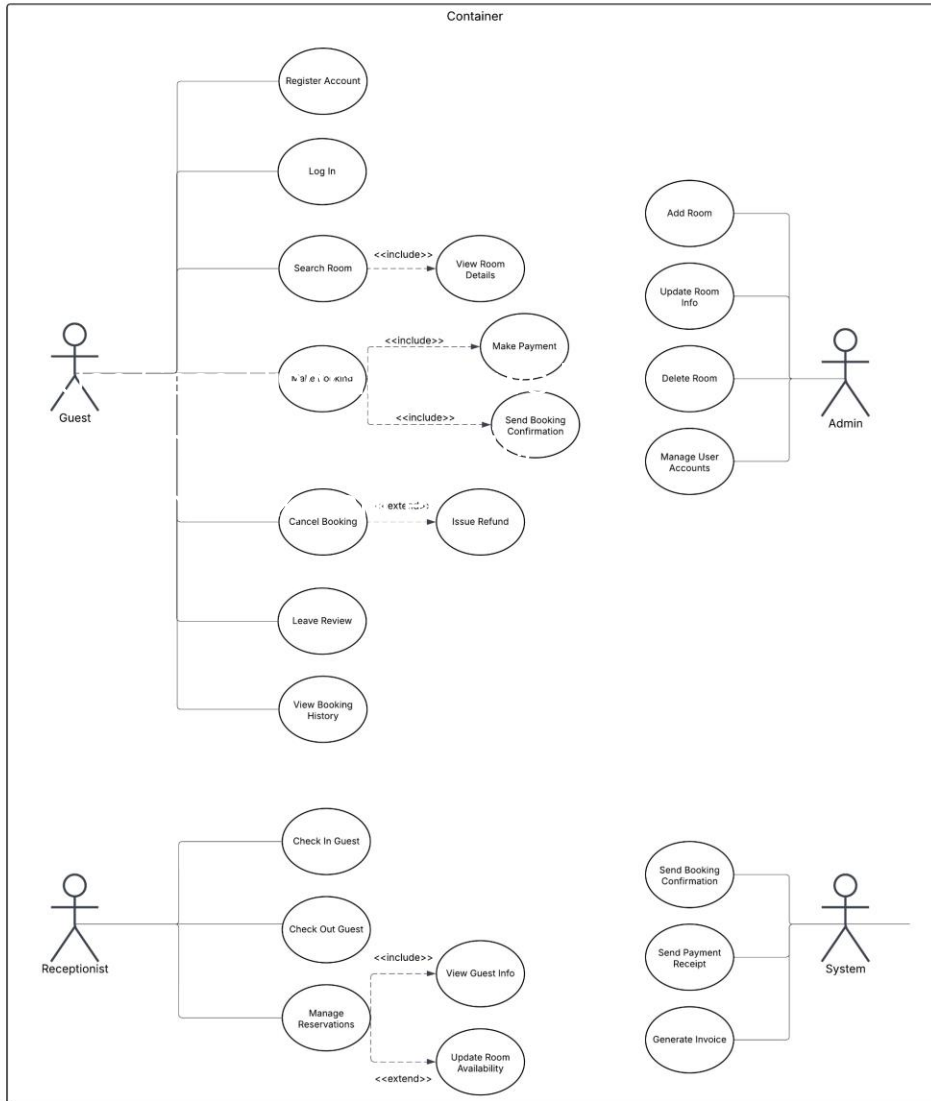 Container
Register Account
Log In
Search Room
<<include>>
View Room
Details
<<include>>
Make Payment
<<include>>
Send Booking
Confirmation
Guest
Cancel Booking
extend
Issue Refund
Leave Review
View Booking
History
Add Room
Update Room
Info
Delete Room
Manage User
Accounts
Admin
Check In Guest
Check Out Guest
Manage
Reservations
Receptionist
<<include>>
View Guest Info
Update Room
Availability
<<extend>>
Send Booking
Confirmation
Send Payment
Receipt
Generate Invoice
System